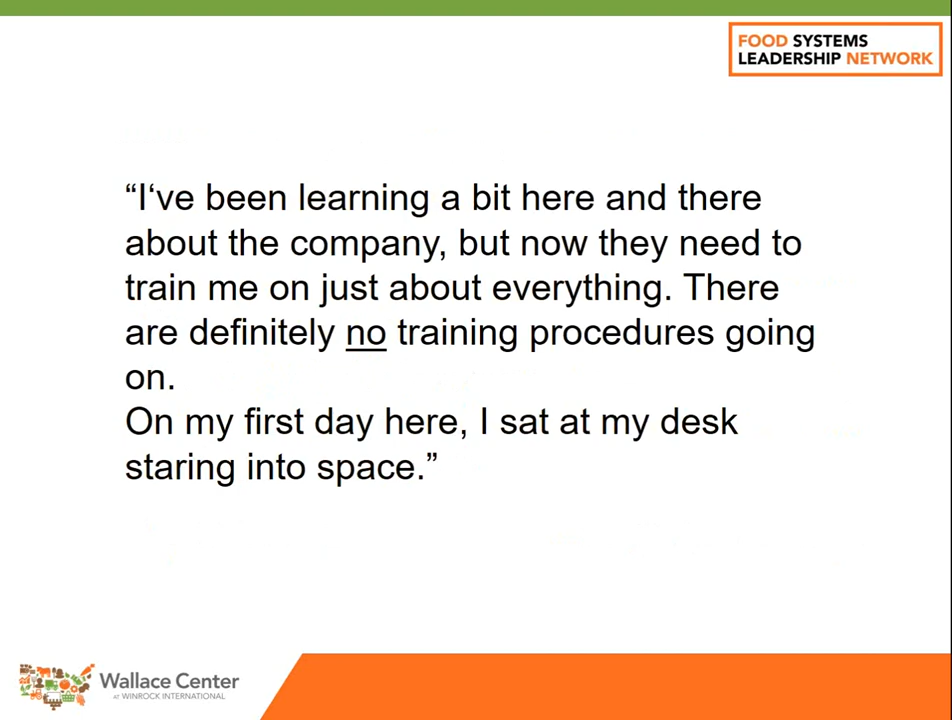 FOOD SYSTEMS
LEADERSHIP NETWORK
“I‘ve been learning a bit here and there
about the company, but now they need to
train me on just about everything. There
are definitely no training procedures going
on.
On my first day here, I sat at my desk
staring into space.”
Wallace Center
AT WINROCK INTERNATIONAL